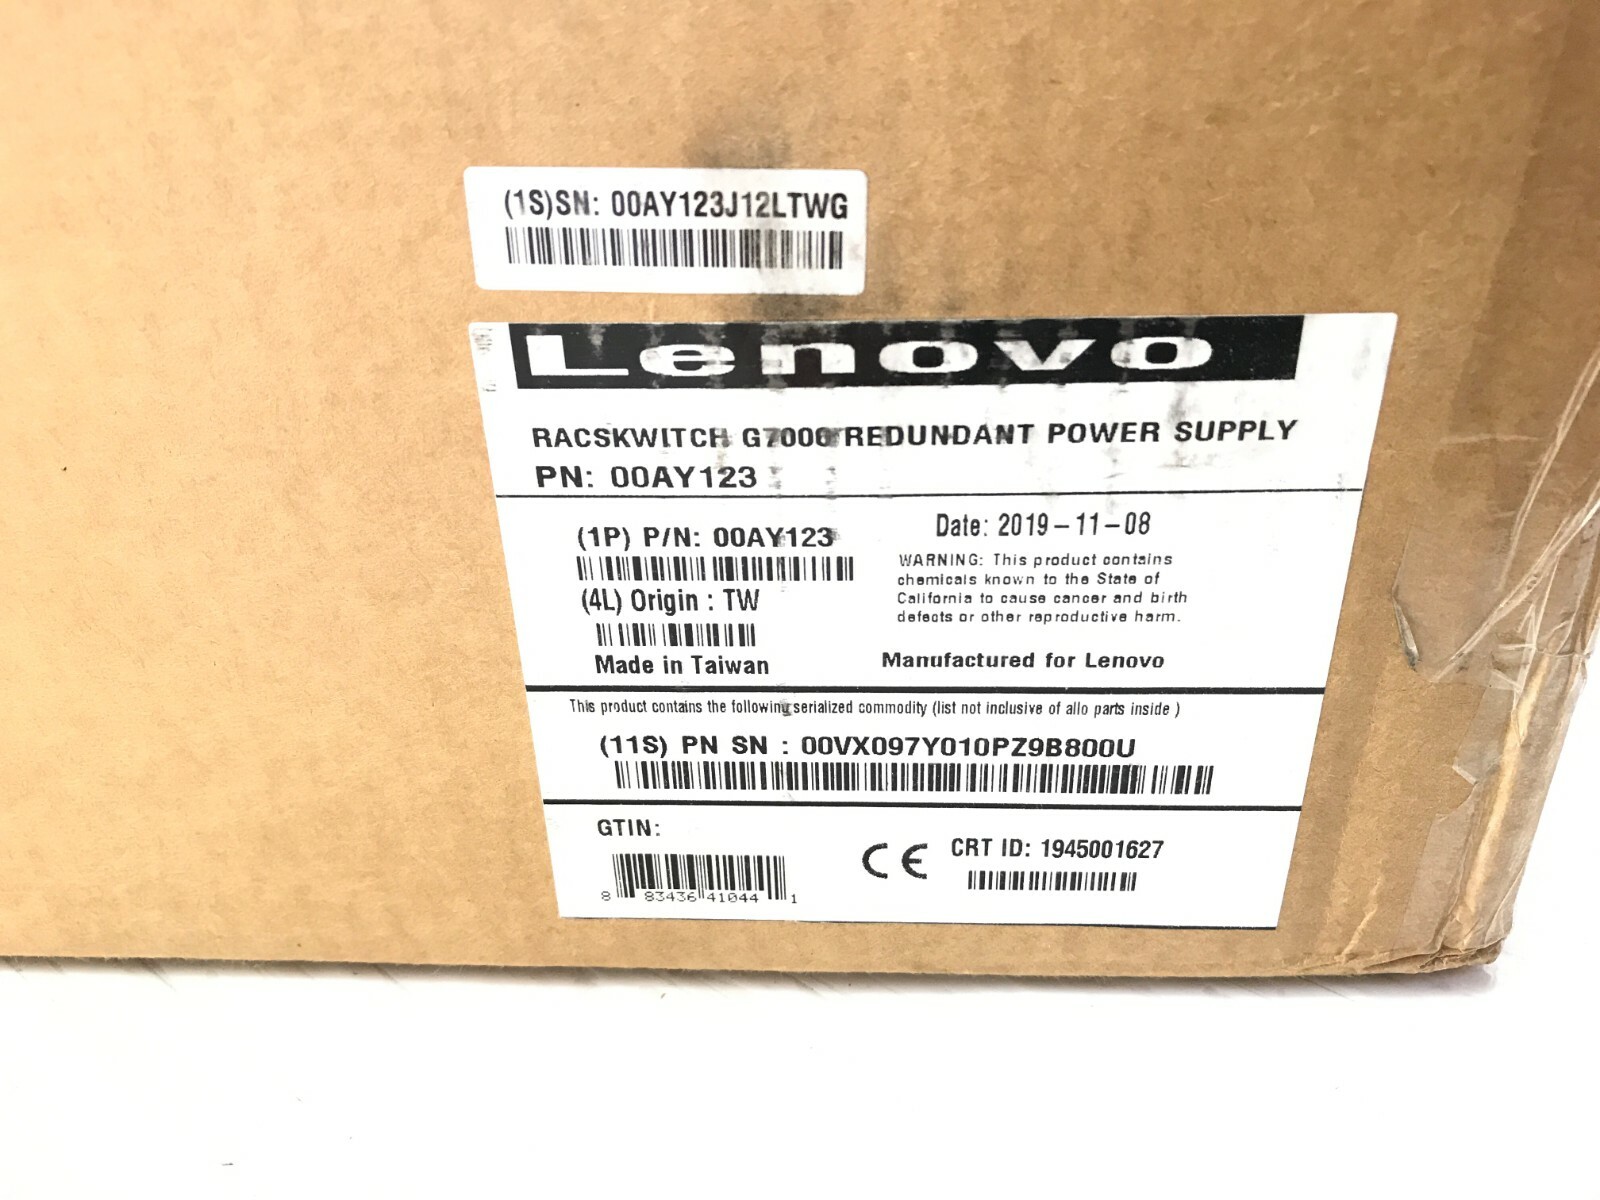 (1S)SN: 00AY123J12LTWG
Lenovo
RACSKWITCH G7000 REDUNDANT POWER SUPPLY
PN: 00AY123
(1P) P/N: 00AY123
(4L) Origin : TW
Made in Taiwan
Date: 2019-11-08
WARNING: This product contains
chemicals known to the State of
California to cause cancer and birth
defects or other reproductive harm.
Manufactured for Lenovo
This product contains the following serialized commodity (list not inclusive of allo parts inside )
(11S) PN SN : 00VX097Y010PZ9B800U
GTIN:
8 83436 41044 1
CE
CRT ID: 1945001627